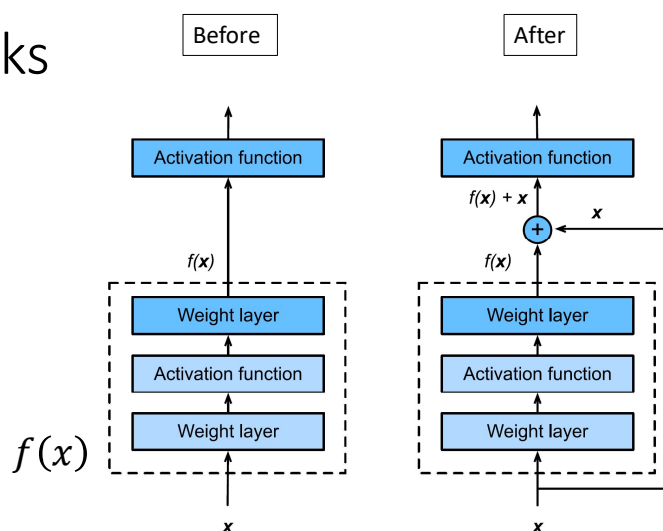 ks
Before
After
Activation function
Activation function
f(x) + x
x
+
f(x)
f(x)
Weight layer
Weight layer
Activation function
Activation function
Weight layer
Weight layer
f(x)
x
x